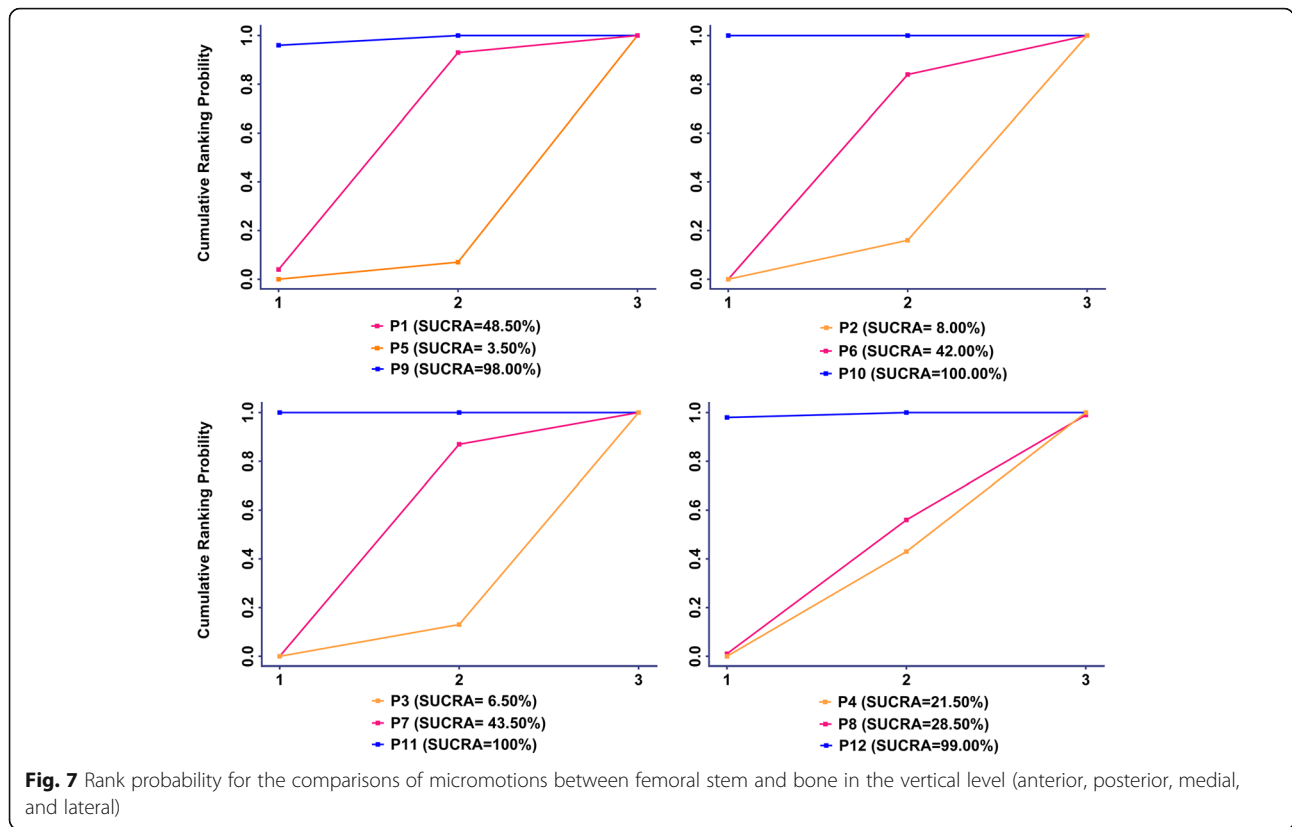 Cumulative Ranking Probility
1.0
0.8
0.6
0.4
0.2
0.0
1 2 3
P1 (SUCRA=48.50%)
P5 (SUCRA= 3.50%)
P9 (SUCRA=98.00%)
1.0
0.8
0.6
0.4
0.2
0.0
1 2 3
P2 (SUCRA= 8.00%)
P6 (SUCRA= 42.00%)
P10 (SUCRA=100.00%)
Cumulative Ranking Probility
1.0
0.8
0.6
0.4
0.2
0.0
1 2 3
P3 (SUCRA= 6.50%)
P7 (SUCRA= 43.50%)
P11 (SUCRA=100%)
1.0
0.8
0.6
0.4
0.2
0.0
1 2 3
P4 (SUCRA=21.50%)
P8 (SUCRA=28.50%)
P12 (SUCRA=99.00%)
Fig. 7 Rank probability for the comparisons of micromotions between femoral stem and bone in the vertical level (anterior, posterior, medial,
and lateral)